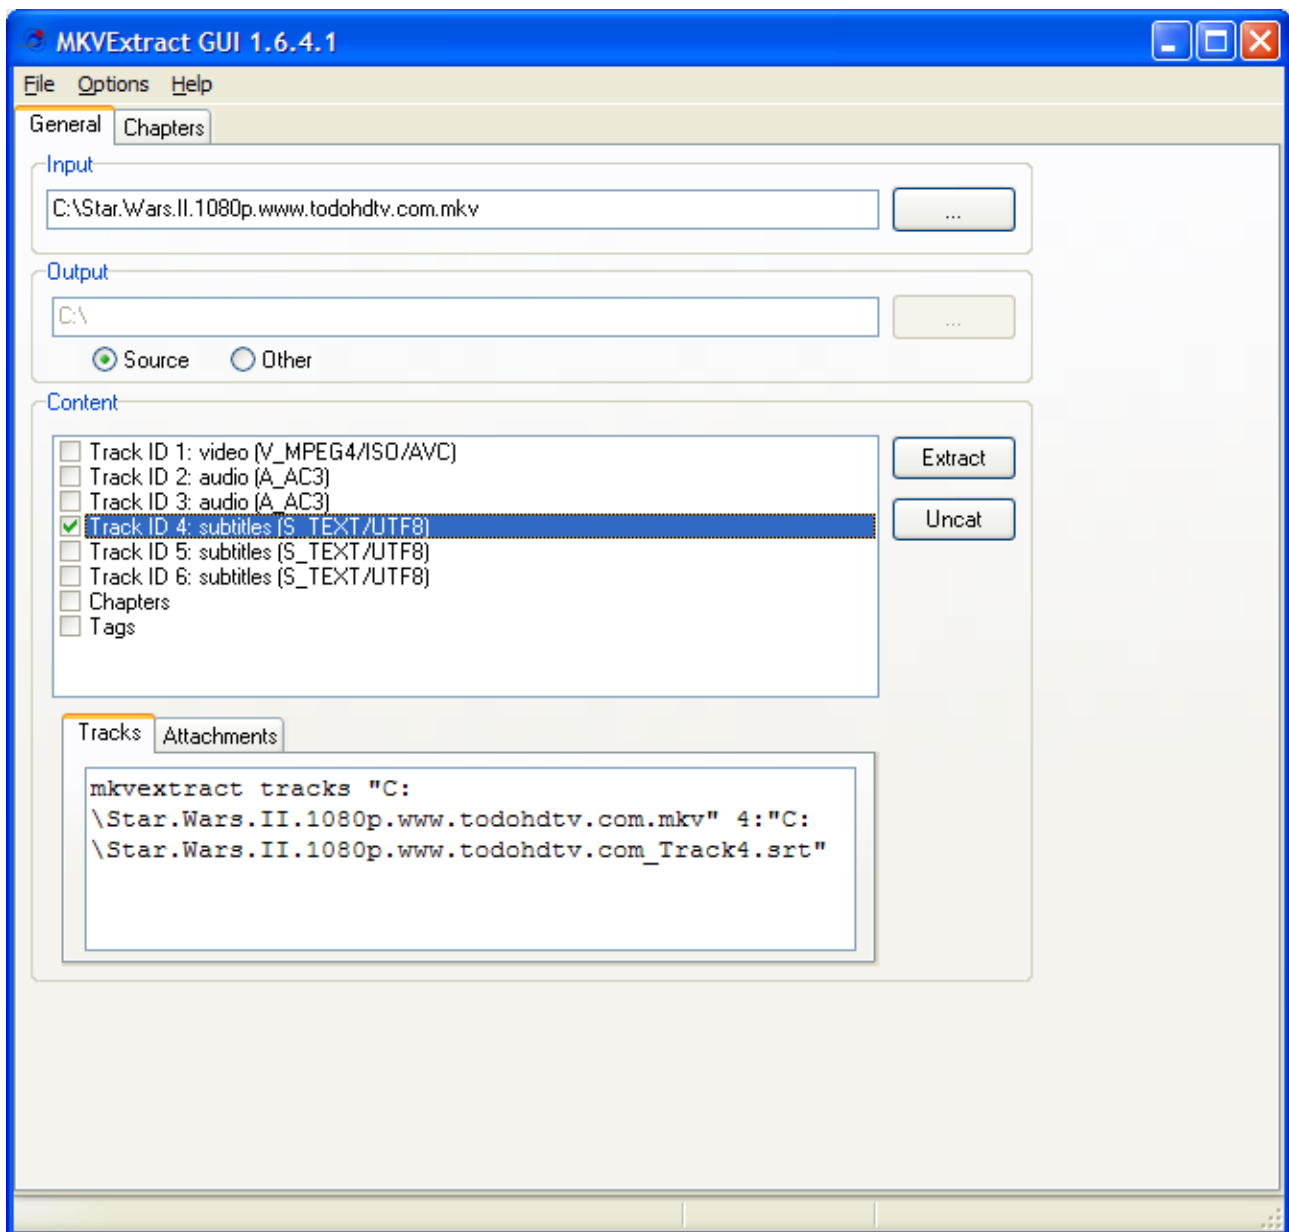 MKVExtract GUI 1.6.4.1
File Options Help
General Chapters
Input
C:\Star.Wars.II.1080p.www.todohdtv.com.mkv
...
Output
C:\
...
Source Other
Content
Track ID 1: video (V_MPEG4/ISO/AVC)
Track ID 2: audio (A_AC3)
Track ID 3: audio (A_AC3)
Track ID 4: subtitles (S_TEXT/UTF8)
Track ID 5: subtitles (S_TEXT/UTF8)
Track ID 6: subtitles (S_TEXT/UTF8)
Chapters
Tags
Extract
Uncat
Tracks Attachments
mkvextract tracks "C:
\Star.Wars.II.1080p.www.todohdtv.com.mkv" 4:"C:
\Star.Wars.II.1080p.www.todohdtv.com_Track4.srt"